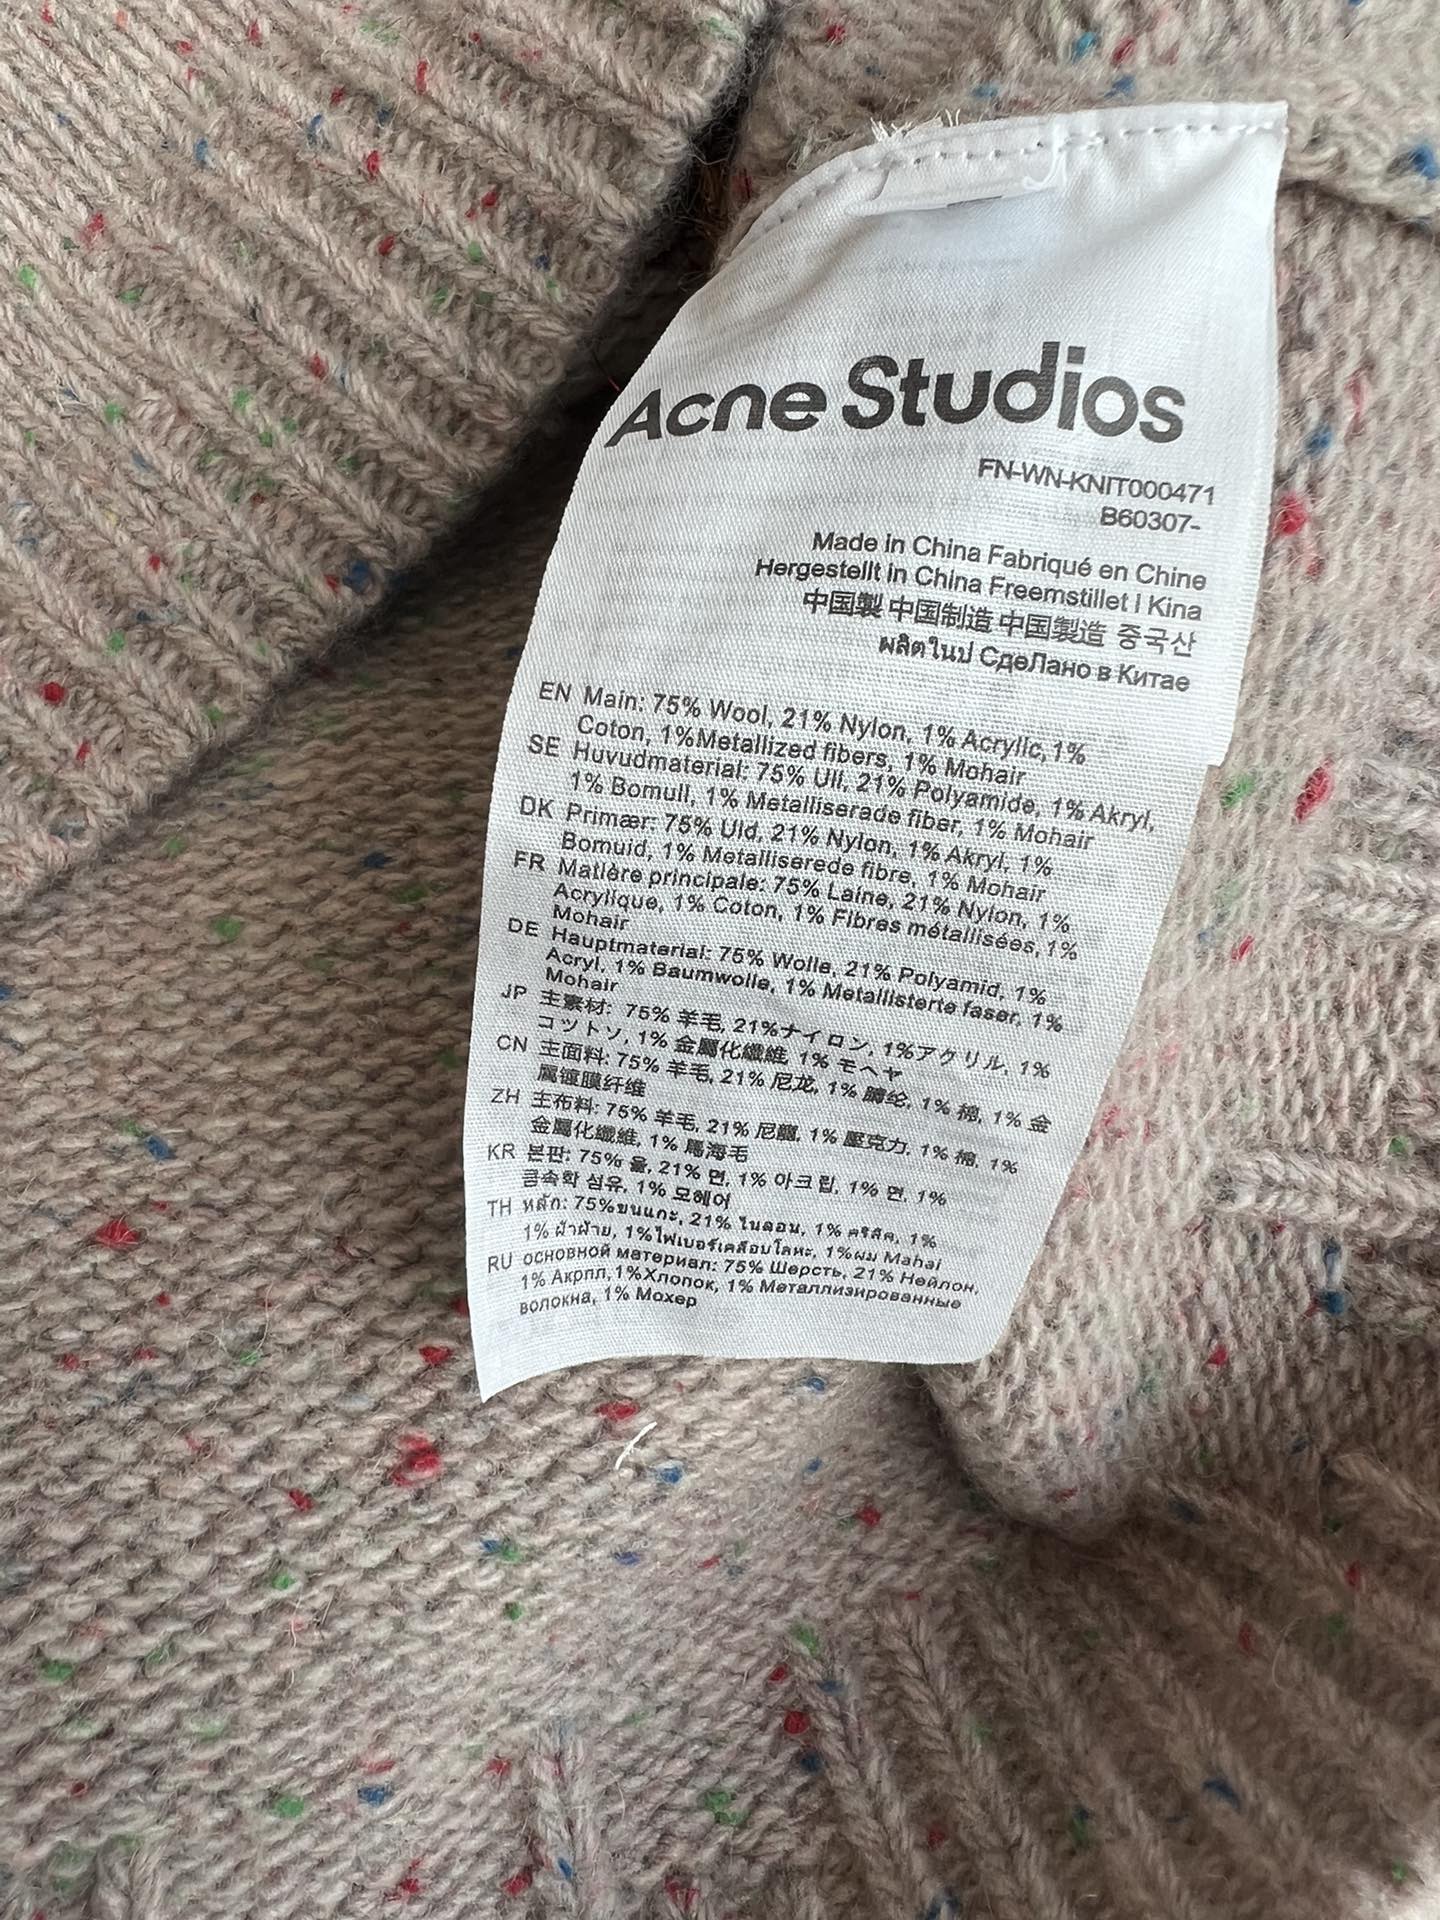 Acne Studios
FN-WN-KNIT000471
B60307-
Made in China Fabriqué en Chine
Hergestellt in China Freemstillet I Kina
中国製 中国制造 中国製造 중국산
ผลิตในป СдеЛано в Китае
EN Main: 75% Wool, 21% Nylon, 1% Acrylic, 1%
Coton, 1%Metallized fibers, 1% Mohair
SE Huvudmaterial: 75% Ull, 21% Polyamide, 1% Akryl,
1% Bomull, 1% Metalliserade fiber, 1% Mohair
DK Primær: 75% Uld, 21% Nylon, 1% Akryl, 1%
Bomuid, 1% Metalliserede fibre, 1% Mohair
FR Matière principale: 75% Laine, 21% Nylon, 1%
Acrylique, 1% Coton, 1% Fibres métallisées, 1%
Mohair
DE Hauptmaterial: 75% Wolle, 21% Polyamid, 1%
Acryl, 1% Baumwolle, 1% Metallisterte faser, 1%
Mohair
JP 主素材: 75% 羊毛, 21%ナイロン, 1%アクリル, 1%
コットソ, 1% 金屬化纖維, 1% モヘヤ
CN 主面料: 75% 羊毛, 21% 尼龙, 1% 腈纶, 1% 棉, 1% 金
属镀膜纤维
ZH 主布料: 75% 羊毛, 21% 尼龍, 1% 壓克力, 1% 棉, 1%
金屬化纖維, 1% 馬海毛
KR 본판: 75% 울, 21% 면, 1% 아크릴, 1% 면, 1%
금속학 섬유, 1% 모헤어
TH หลัก: 75%ขนแกะ, 21% ไนลอน, 1% 1%
1% ผ้าฝ้าย, 1%ไฟเบอร์เคลือบโลหะ, 1%ผม Mahai
RU основной материал: 75% Шерсть, 21% Нейлон,
1% Акрпл,1%Хлопок, 1% Металлизированные
волокна, 1% Мохер